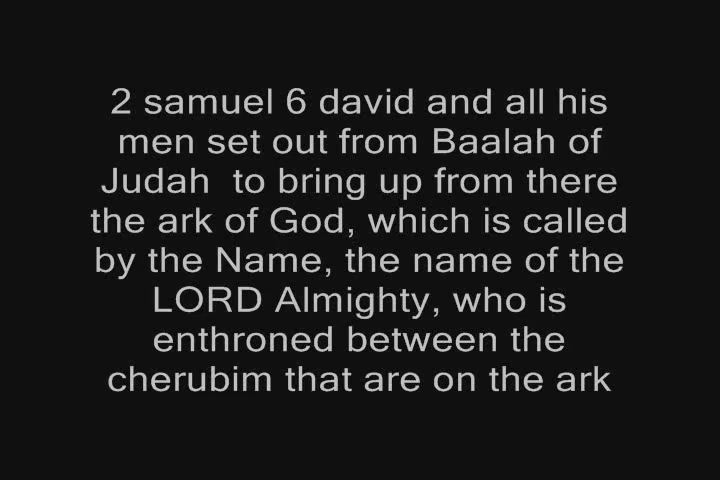 2 samuel 6 david and all his
men set out from Baalah of
Judah  to bring up from there
the ark of God, which is called
by the Name, the name of the
LORD Almighty, who is
enthroned between the
cherubim that are on the ark